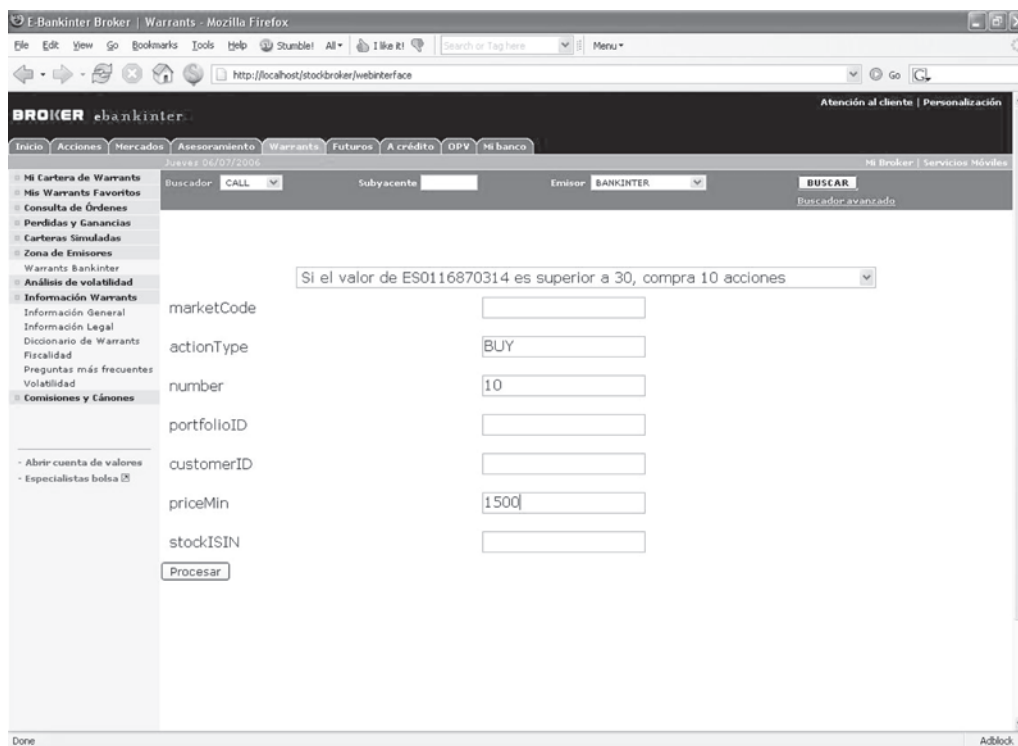 E-Bankinter Broker | Warrants - Mozilla Firefox
File Edit View Go Bookmarks Tools Help Stumble! All I like it! Search or Tag here Menu
http://localhost/stockbroker/webinterface Go G
Atención al cliente | Personalización
BROKER ebankinter
Inicio Acciones Mercados Asesoramiento Warrants Futuros A crédito OPV Mi banco
Jueves 06/07/2006 Mi Broker | Servicios Móviles
Buscador CALL Subyacente Emisor BANKINTER BUSCAR
Buscador avanzado
Mi Cartera de Warrants
Mis Warrants Favoritos
Consulta de Órdenes
Perdidas y Ganancias
Carteras Simuladas
Zona de Emisores
Warrants Bankinter
Análisis de volatilidad
Información Warrants
Información General
Información Legal
Diccionario de Warrants
Fiscalidad
Preguntas más frecuentes
Volatilidad
Comisiones y Cánones
- Abrir cuenta de valores
- Especialistas bolsa
Si el valor de ES0116870314 es superior a 30, compra 10 acciones
marketCode
actionType BUY
number 10
portfolioID
customerID
priceMin 1500
stockISIN
Procesar
Done Adblock